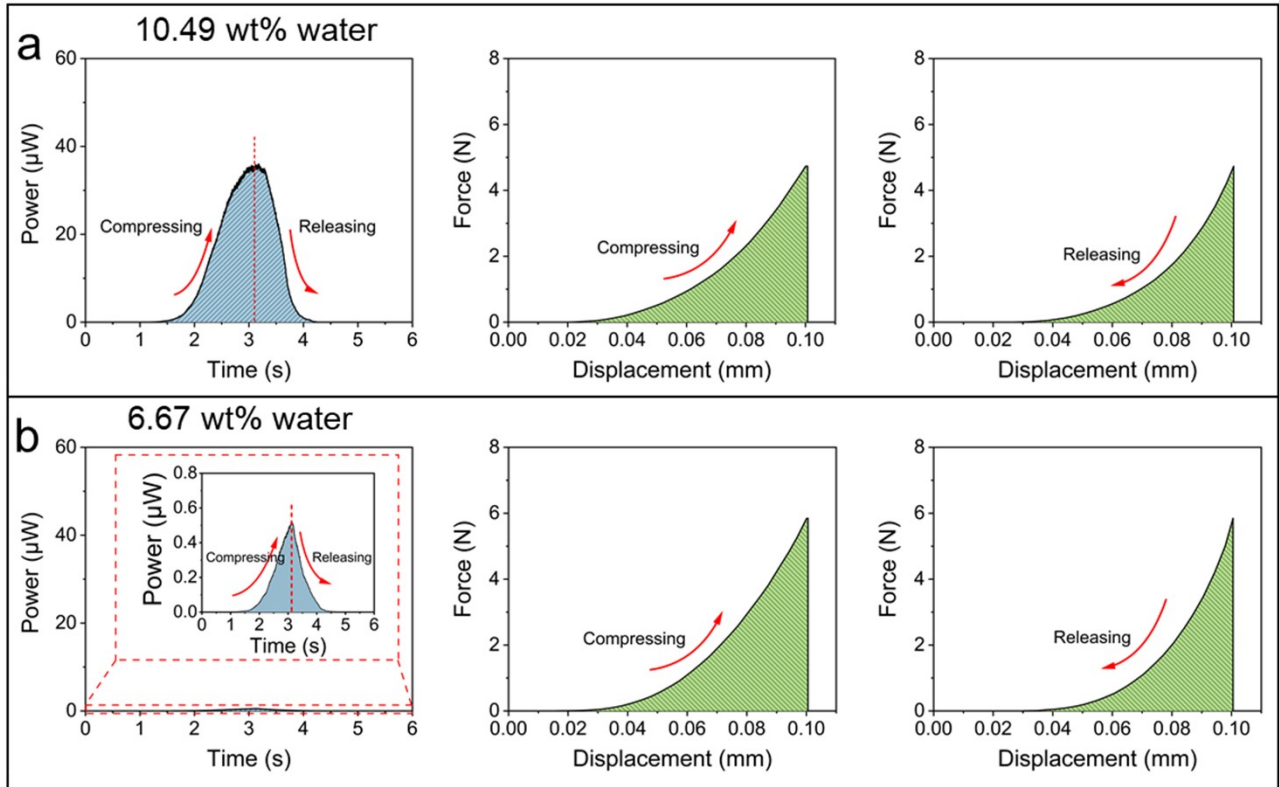 a
10.49 wt% water
60
40
20
0
Power (µW)
Compressing
Releasing
0 1 2 3 4 5 6
Time (s)
8
6
4
2
0
Force (N)
Compressing
0.00 0.02 0.04 0.06 0.08 0.10
Displacement (mm)
8
6
4
2
0
Force (N)
Releasing
0.00 0.02 0.04 0.06 0.08 0.10
Displacement (mm)
b
6.67 wt% water
60
40
20
0
Power (µW)
0.8
0.6
0.4
0.2
0.0
Power (µW)
Compressing
Releasing
0 1 2 3 4 5 6
Time (s)
0 1 2 3 4 5 6
Time (s)
8
6
4
2
0
Force (N)
Compressing
0.00 0.02 0.04 0.06 0.08 0.10
Displacement (mm)
8
6
4
2
0
Force (N)
Releasing
0.00 0.02 0.04 0.06 0.08 0.10
Displacement (mm)